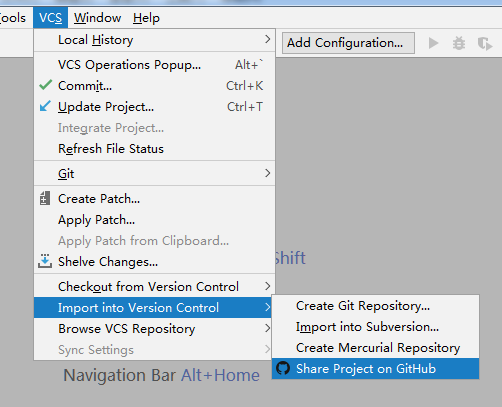 Tools VCS Window Help
Local History
Add Configuration...
VCS Operations Popup... Alt+`
Commit... Ctrl+K
Update Project... Ctrl+T
Integrate Project...
Refresh File Status
Git
Create Patch...
Apply Patch...
Apply Patch from Clipboard...
Shelve Changes...
Shift
Checkout from Version Control
Import into Version Control
Browse VCS Repository
Sync Settings
Create Git Repository...
Import into Subversion...
Create Mercurial Repository
Share Project on GitHub
Navigation Bar Alt+Home